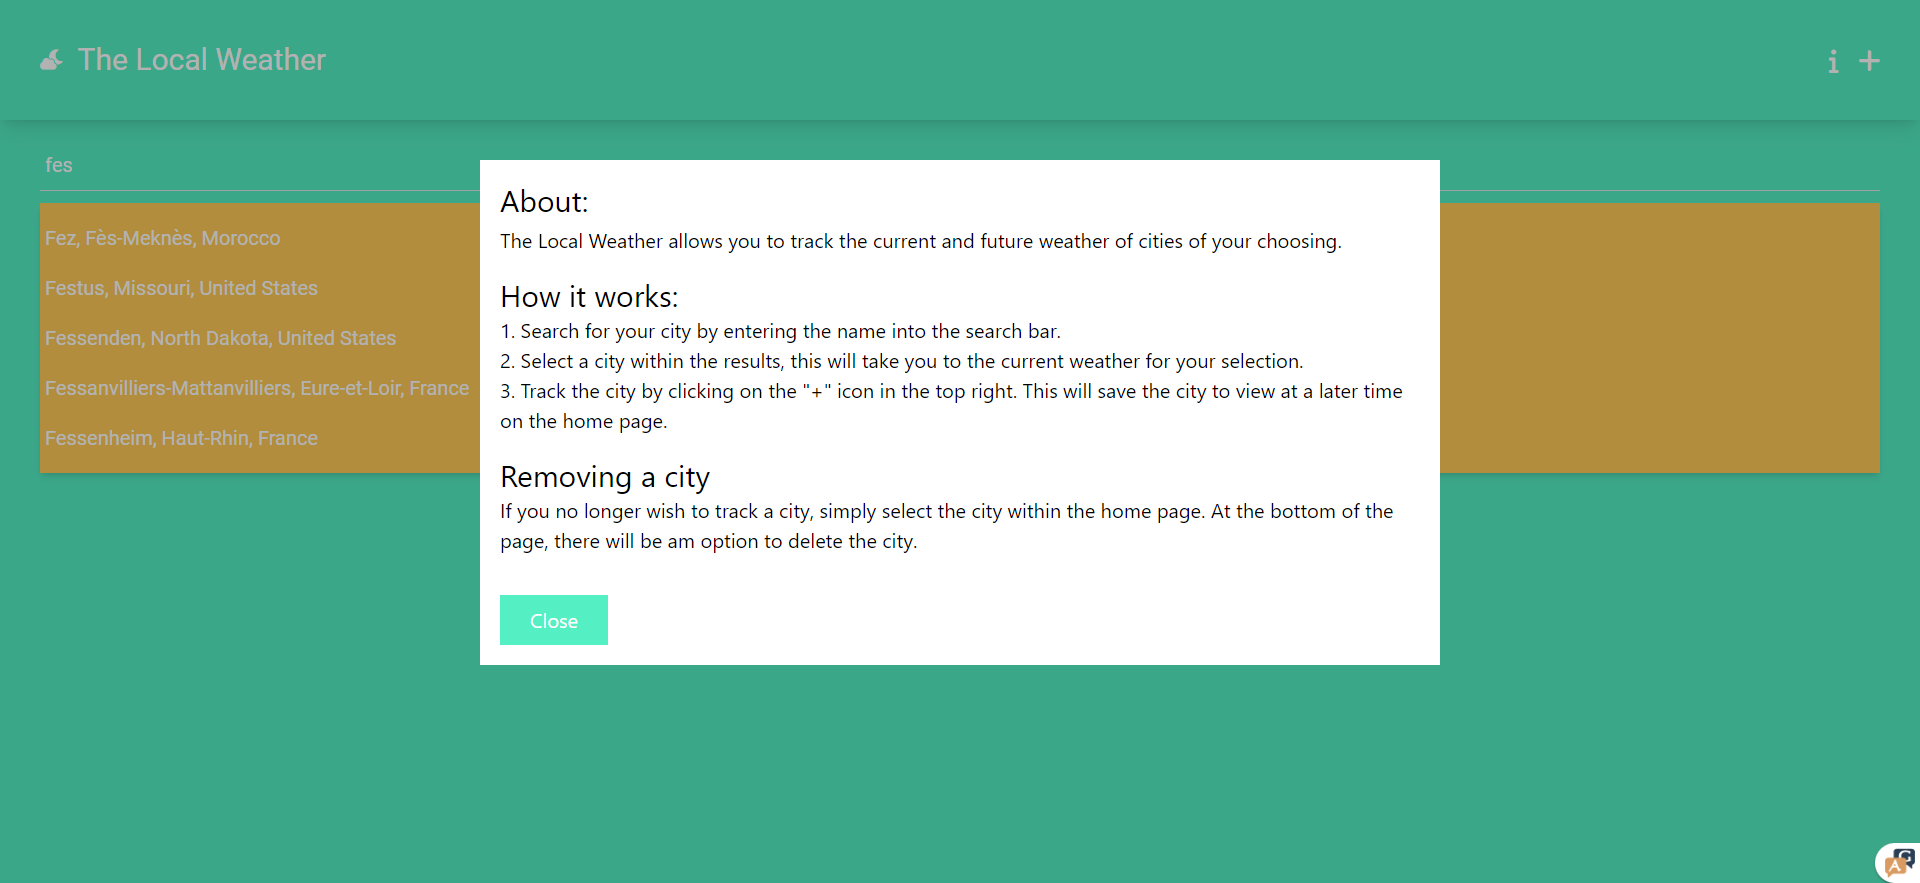 The Local Weather
fes
Fez, Fès-Meknès, Morocco
Festus, Missouri, United States
Fessenden, North Dakota, United States
Fessanvilliers-Mattanvilliers, Eure-et-Loir, France
Fessenheim, Haut-Rhin, France
About:
The Local Weather allows you to track the current and future weather of cities of your choosing.
How it works:
1. Search for your city by entering the name into the search bar.
2. Select a city within the results, this will take you to the current weather for your selection.
3. Track the city by clicking on the "+" icon in the top right. This will save the city to view at a later time
on the home page.
Removing a city
If you no longer wish to track a city, simply select the city within the home page. At the bottom of the
page, there will be am option to delete the city.
Close
A G